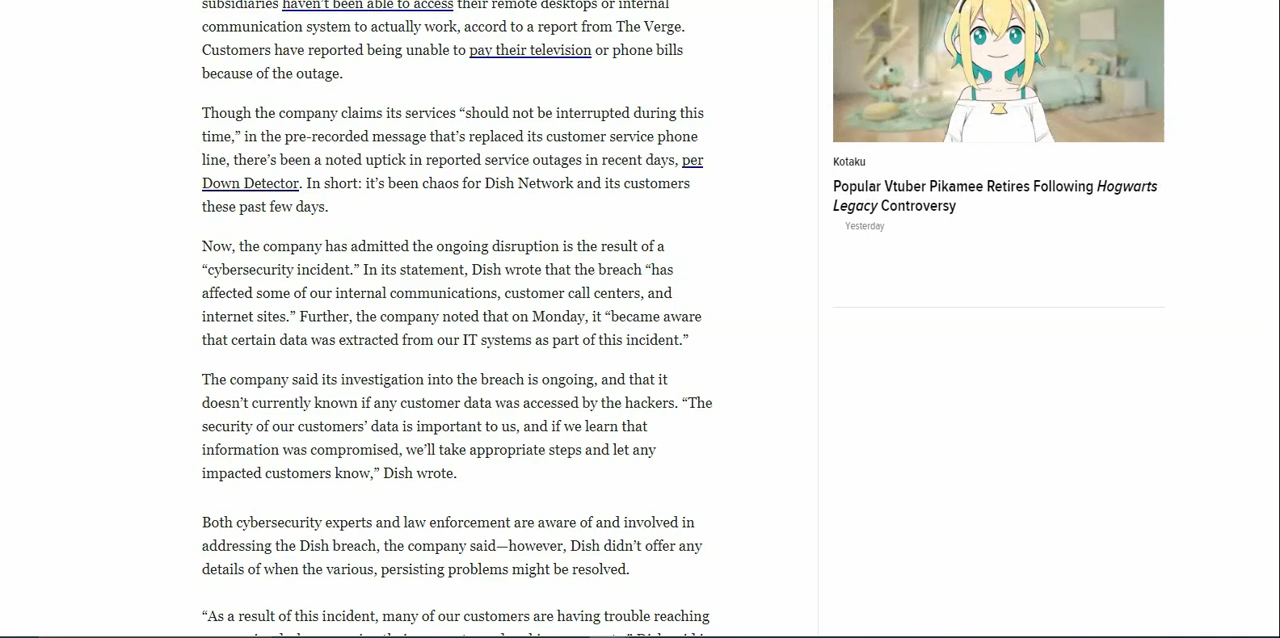 subsidiaries haven’t been able to access their remote desktops or internal
communication system to actually work, accord to a report from The Verge.
Customers have reported being unable to pay their television or phone bills
because of the outage.
Though the company claims its services “should not be interrupted during this
time,” in the pre-recorded message that’s replaced its customer service phone
line, there’s been a noted uptick in reported service outages in recent days, per
Down Detector. In short: it’s been chaos for Dish Network and its customers
these past few days.
Now, the company has admitted the ongoing disruption is the result of a
“cybersecurity incident.” In its statement, Dish wrote that the breach “has
affected some of our internal communications, customer call centers, and
internet sites.” Further, the company noted that on Monday, it “became aware
that certain data was extracted from our IT systems as part of this incident.”
The company said its investigation into the breach is ongoing, and that it
doesn’t currently known if any customer data was accessed by the hackers. “The
security of our customers’ data is important to us, and if we learn that
information was compromised, we’ll take appropriate steps and let any
impacted customers know,” Dish wrote.
Both cybersecurity experts and law enforcement are aware of and involved in
addressing the Dish breach, the company said—however, Dish didn’t offer any
details of when the various, persisting problems might be resolved.
“As a result of this incident, many of our customers are having trouble reaching
Kotaku
Popular Vtuber Pikamee Retires Following Hogwarts
Legacy Controversy
Yesterday